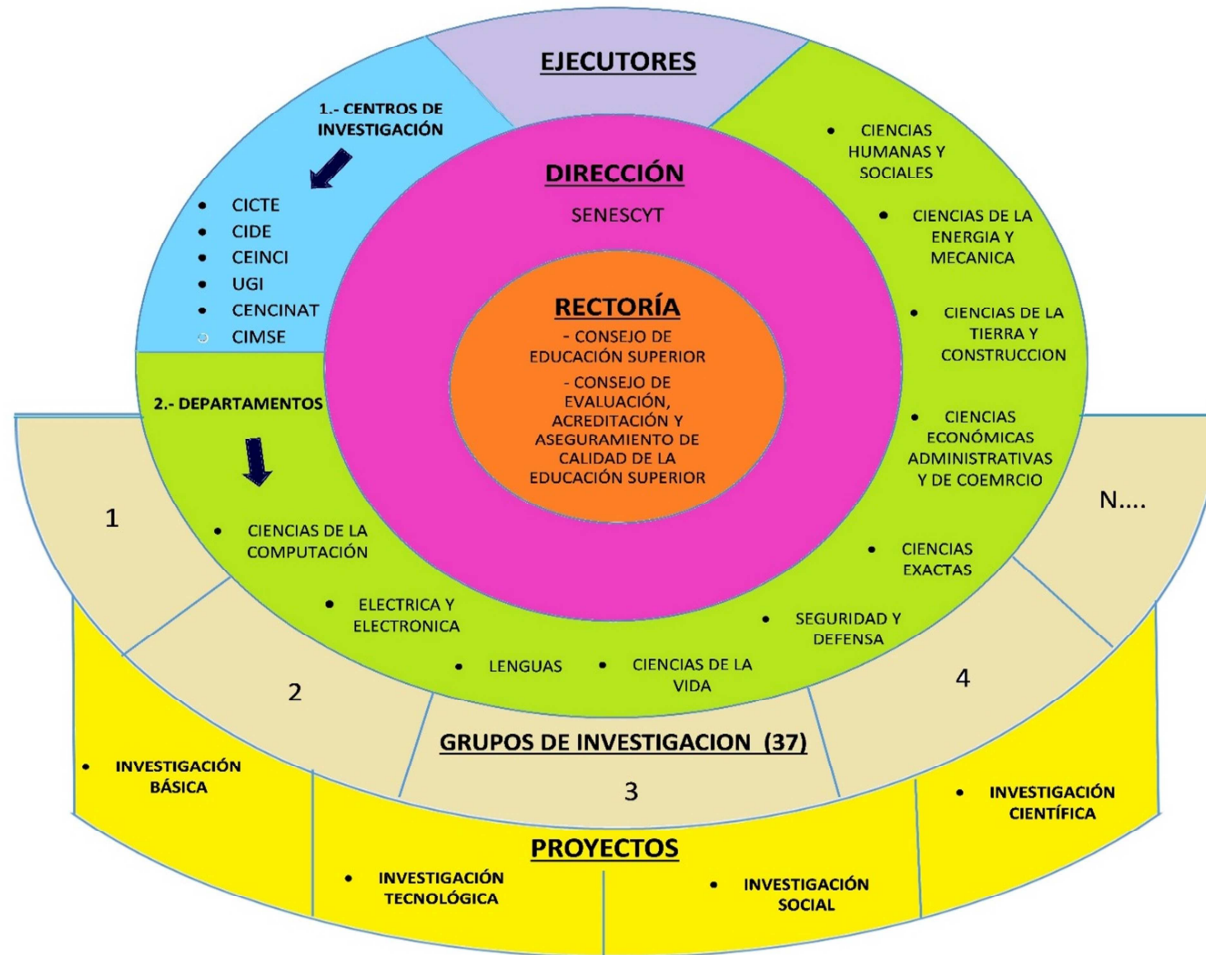 EJECUTORES
1.- CENTROS DE
INVESTIGACIÓN
• CICTE
• CIDE
• CEINCI
• UGI
• CENCINAT
○ CIMSE
2.- DEPARTAMENTOS
• CIENCIAS DE LA
COMPUTACIÓN
• ELECTRICA Y
ELECTRONICA
• LENGUAS
• CIENCIAS DE LA
VIDA
• SEGURIDAD Y
DEFENSA
• CIENCIAS
EXACTAS
• CIENCIAS
ECONÓMICAS
ADMINISTRATIVAS
Y DE COEMRCIO
• CIENCIAS DE LA
TIERRA Y
CONSTRUCCION
• CIENCIAS DE LA
ENERGIA Y
MECANICA
• CIENCIAS
HUMANAS Y
SOCIALES
DIRECCIÓN
SENESCYT
RECTORÍA
- CONSEJO DE
EDUCACIÓN SUPERIOR
- CONSEJO DE
EVALUACIÓN,
ACREDITACIÓN Y
ASEGURAMIENTO DE
CALIDAD DE LA
EDUCACIÓN SUPERIOR
1
2
GRUPOS DE INVESTIGACION (37)
3
4
N....
• INVESTIGACIÓN
BÁSICA
PROYECTOS
• INVESTIGACIÓN
TECNOLÓGICA
• INVESTIGACIÓN
SOCIAL
• INVESTIGACIÓN
CIENTÍFICA